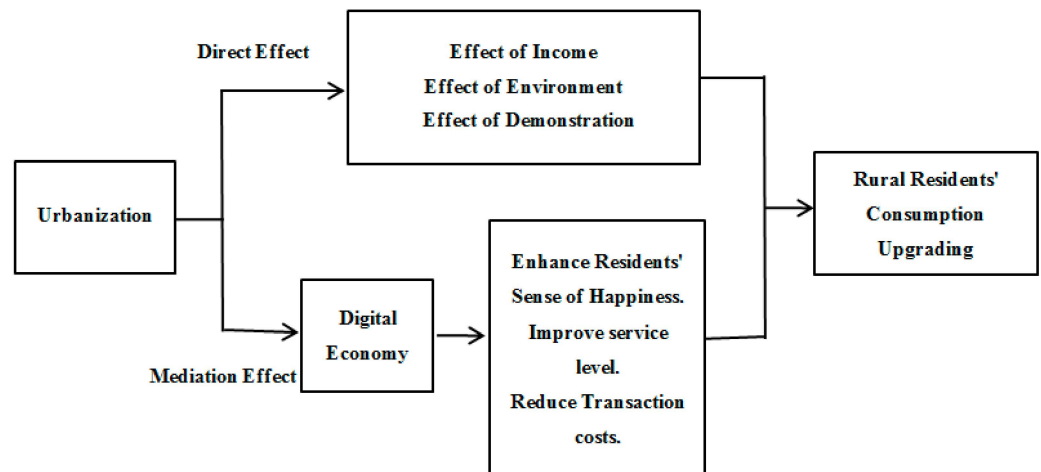 Direct Effect
Effect of Income
Effect of Environment
Effect of Demonstration
Urbanization
Rural Residents'
Consumption
Upgrading
Digital
Economy
Mediation Effect
Enhance Residents'
Sense of Happiness.
Improve service
level.
Reduce Transaction
costs.